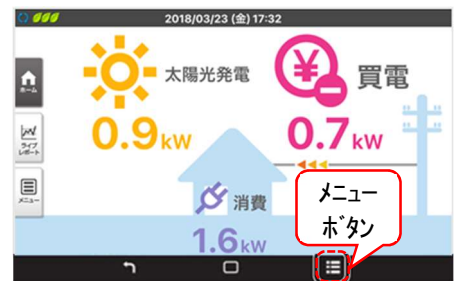 2018/03/23 (金) 17:32
ホーム
太陽光発電
買電
0.9kW
0.7kW
ライブ
レポート
消費
メニュー
1.6kW
メニュー
ボタン